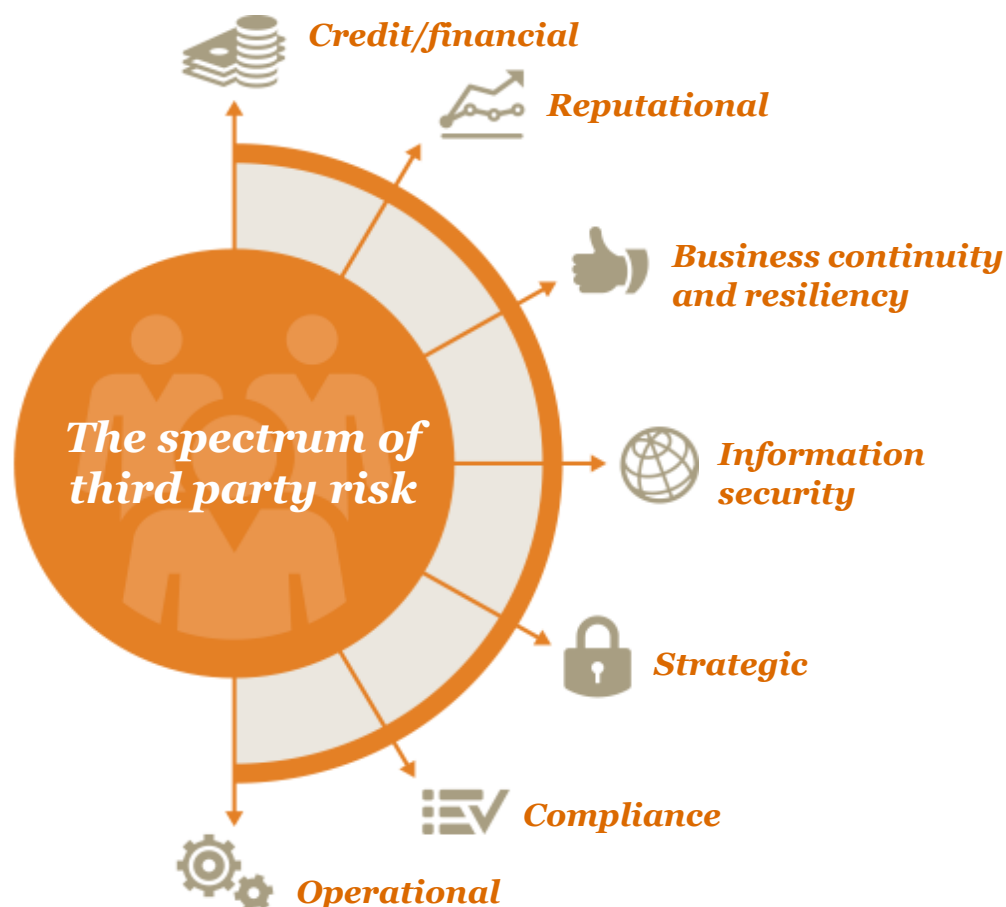 Credit/financial
Reputational
Business continuity
and resiliency
The spectrum of
third party risk
Information
security
Strategic
Compliance
Operational